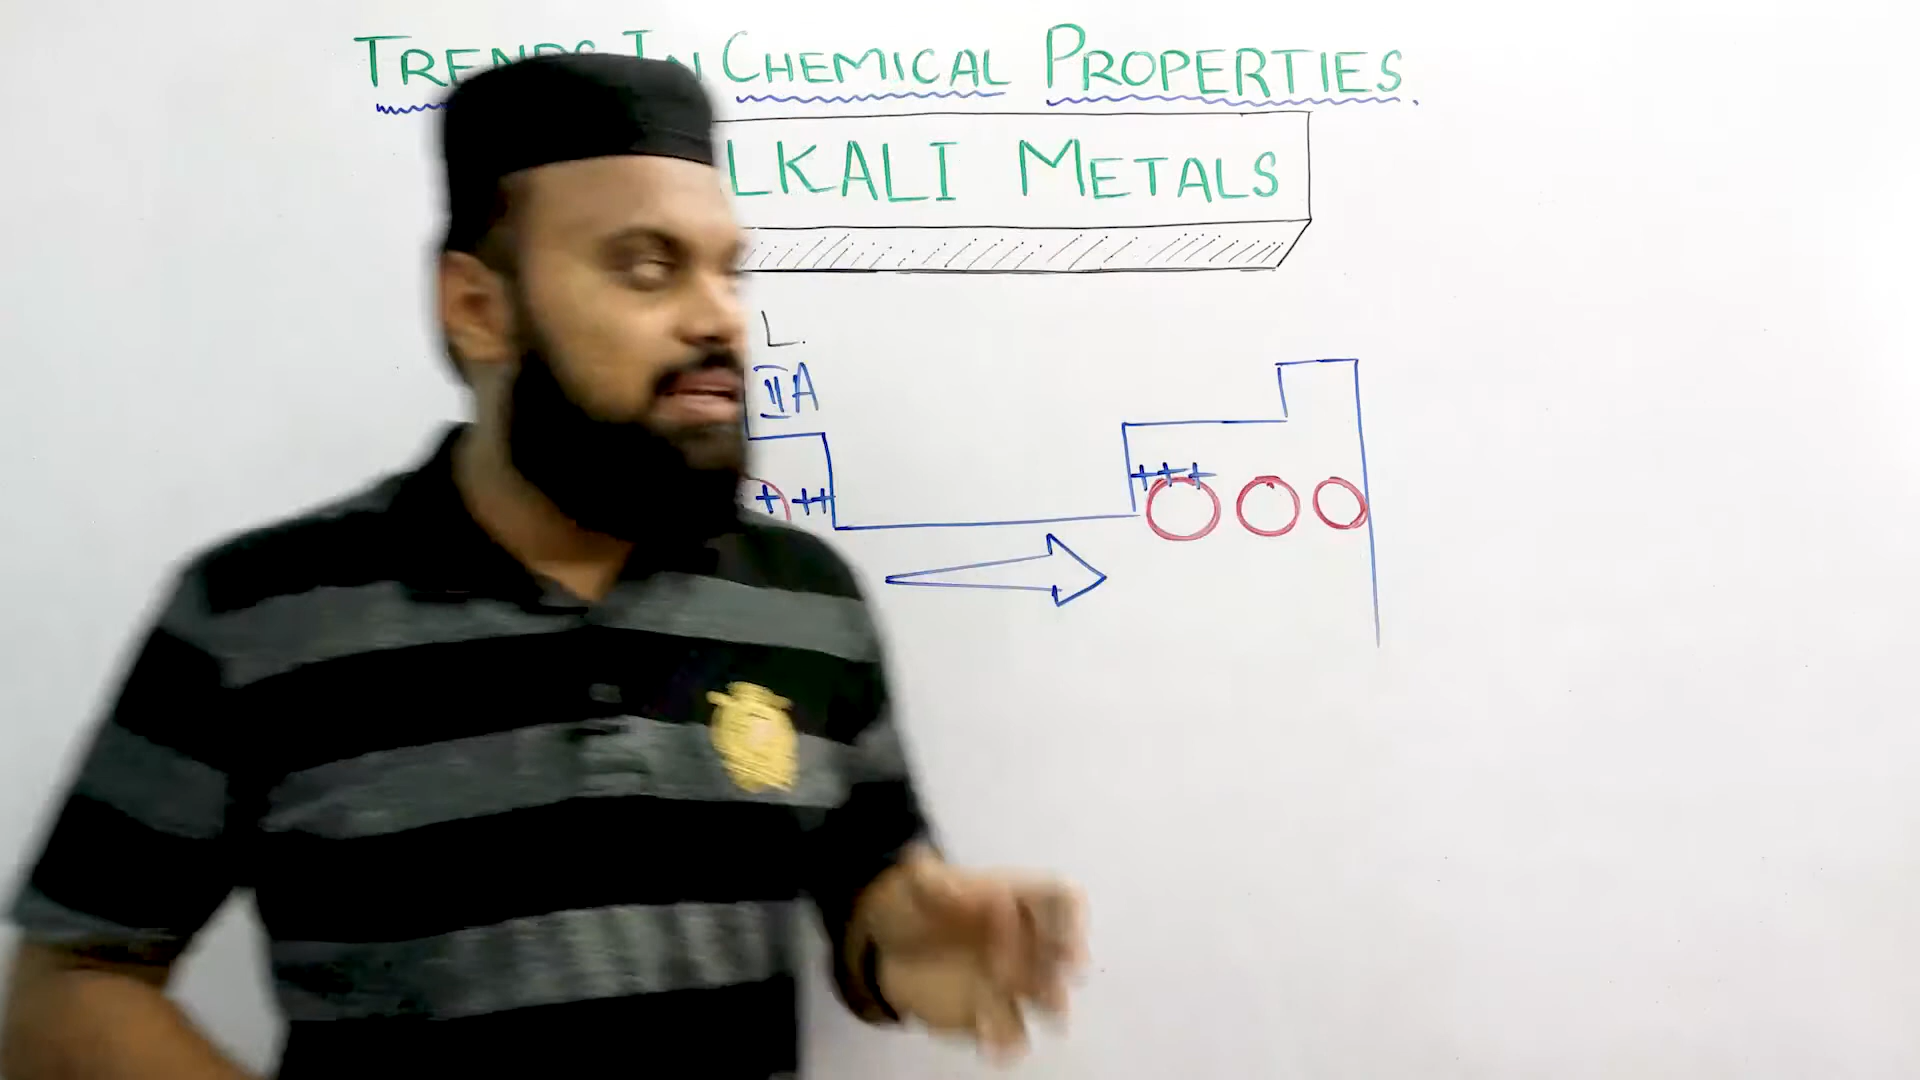 TRENDS IN CHEMICAL PROPERTIES.
LKALI METALS
L.
IIA
+ ++
+++